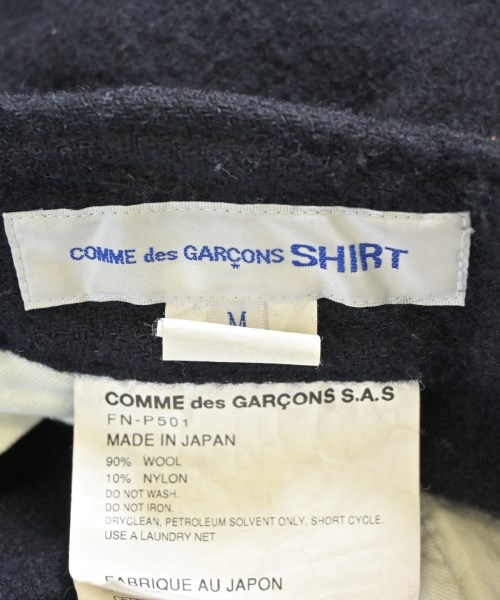 COMME des GARÇONS SHIRT
M
COMME des GARÇONS S.A.S
FN-P501
MADE IN JAPAN
90% WOOL
10% NYLON
DO NOT WASH.
DO NOT IRON.
DRYCLEAN, PETROLEUM SOLVENT ONLY, SHORT CYCLE.
USE A LAUNDRY NET
FABRIQUE AU JAPON